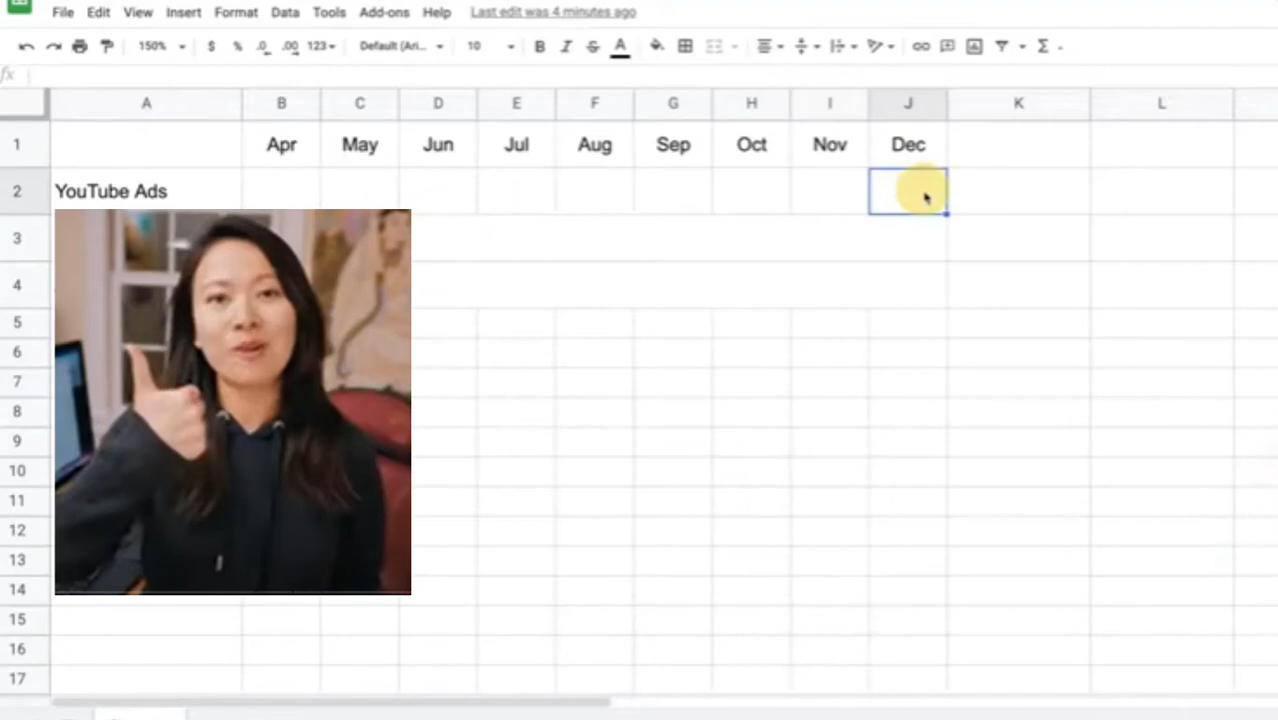 File Edit View Insert Format Data Tools Add-ons Help Last edit was 4 minutes ago
150% $ % .0 .00 123 Default (Ari... 10 B I S A Σ
fx
A B C D E F G H I J K L
1 Apr May Jun Jul Aug Sep Oct Nov Dec
2 YouTube Ads
3
4
5
6
7
8
9
10
11
12
13
14
15
16
17